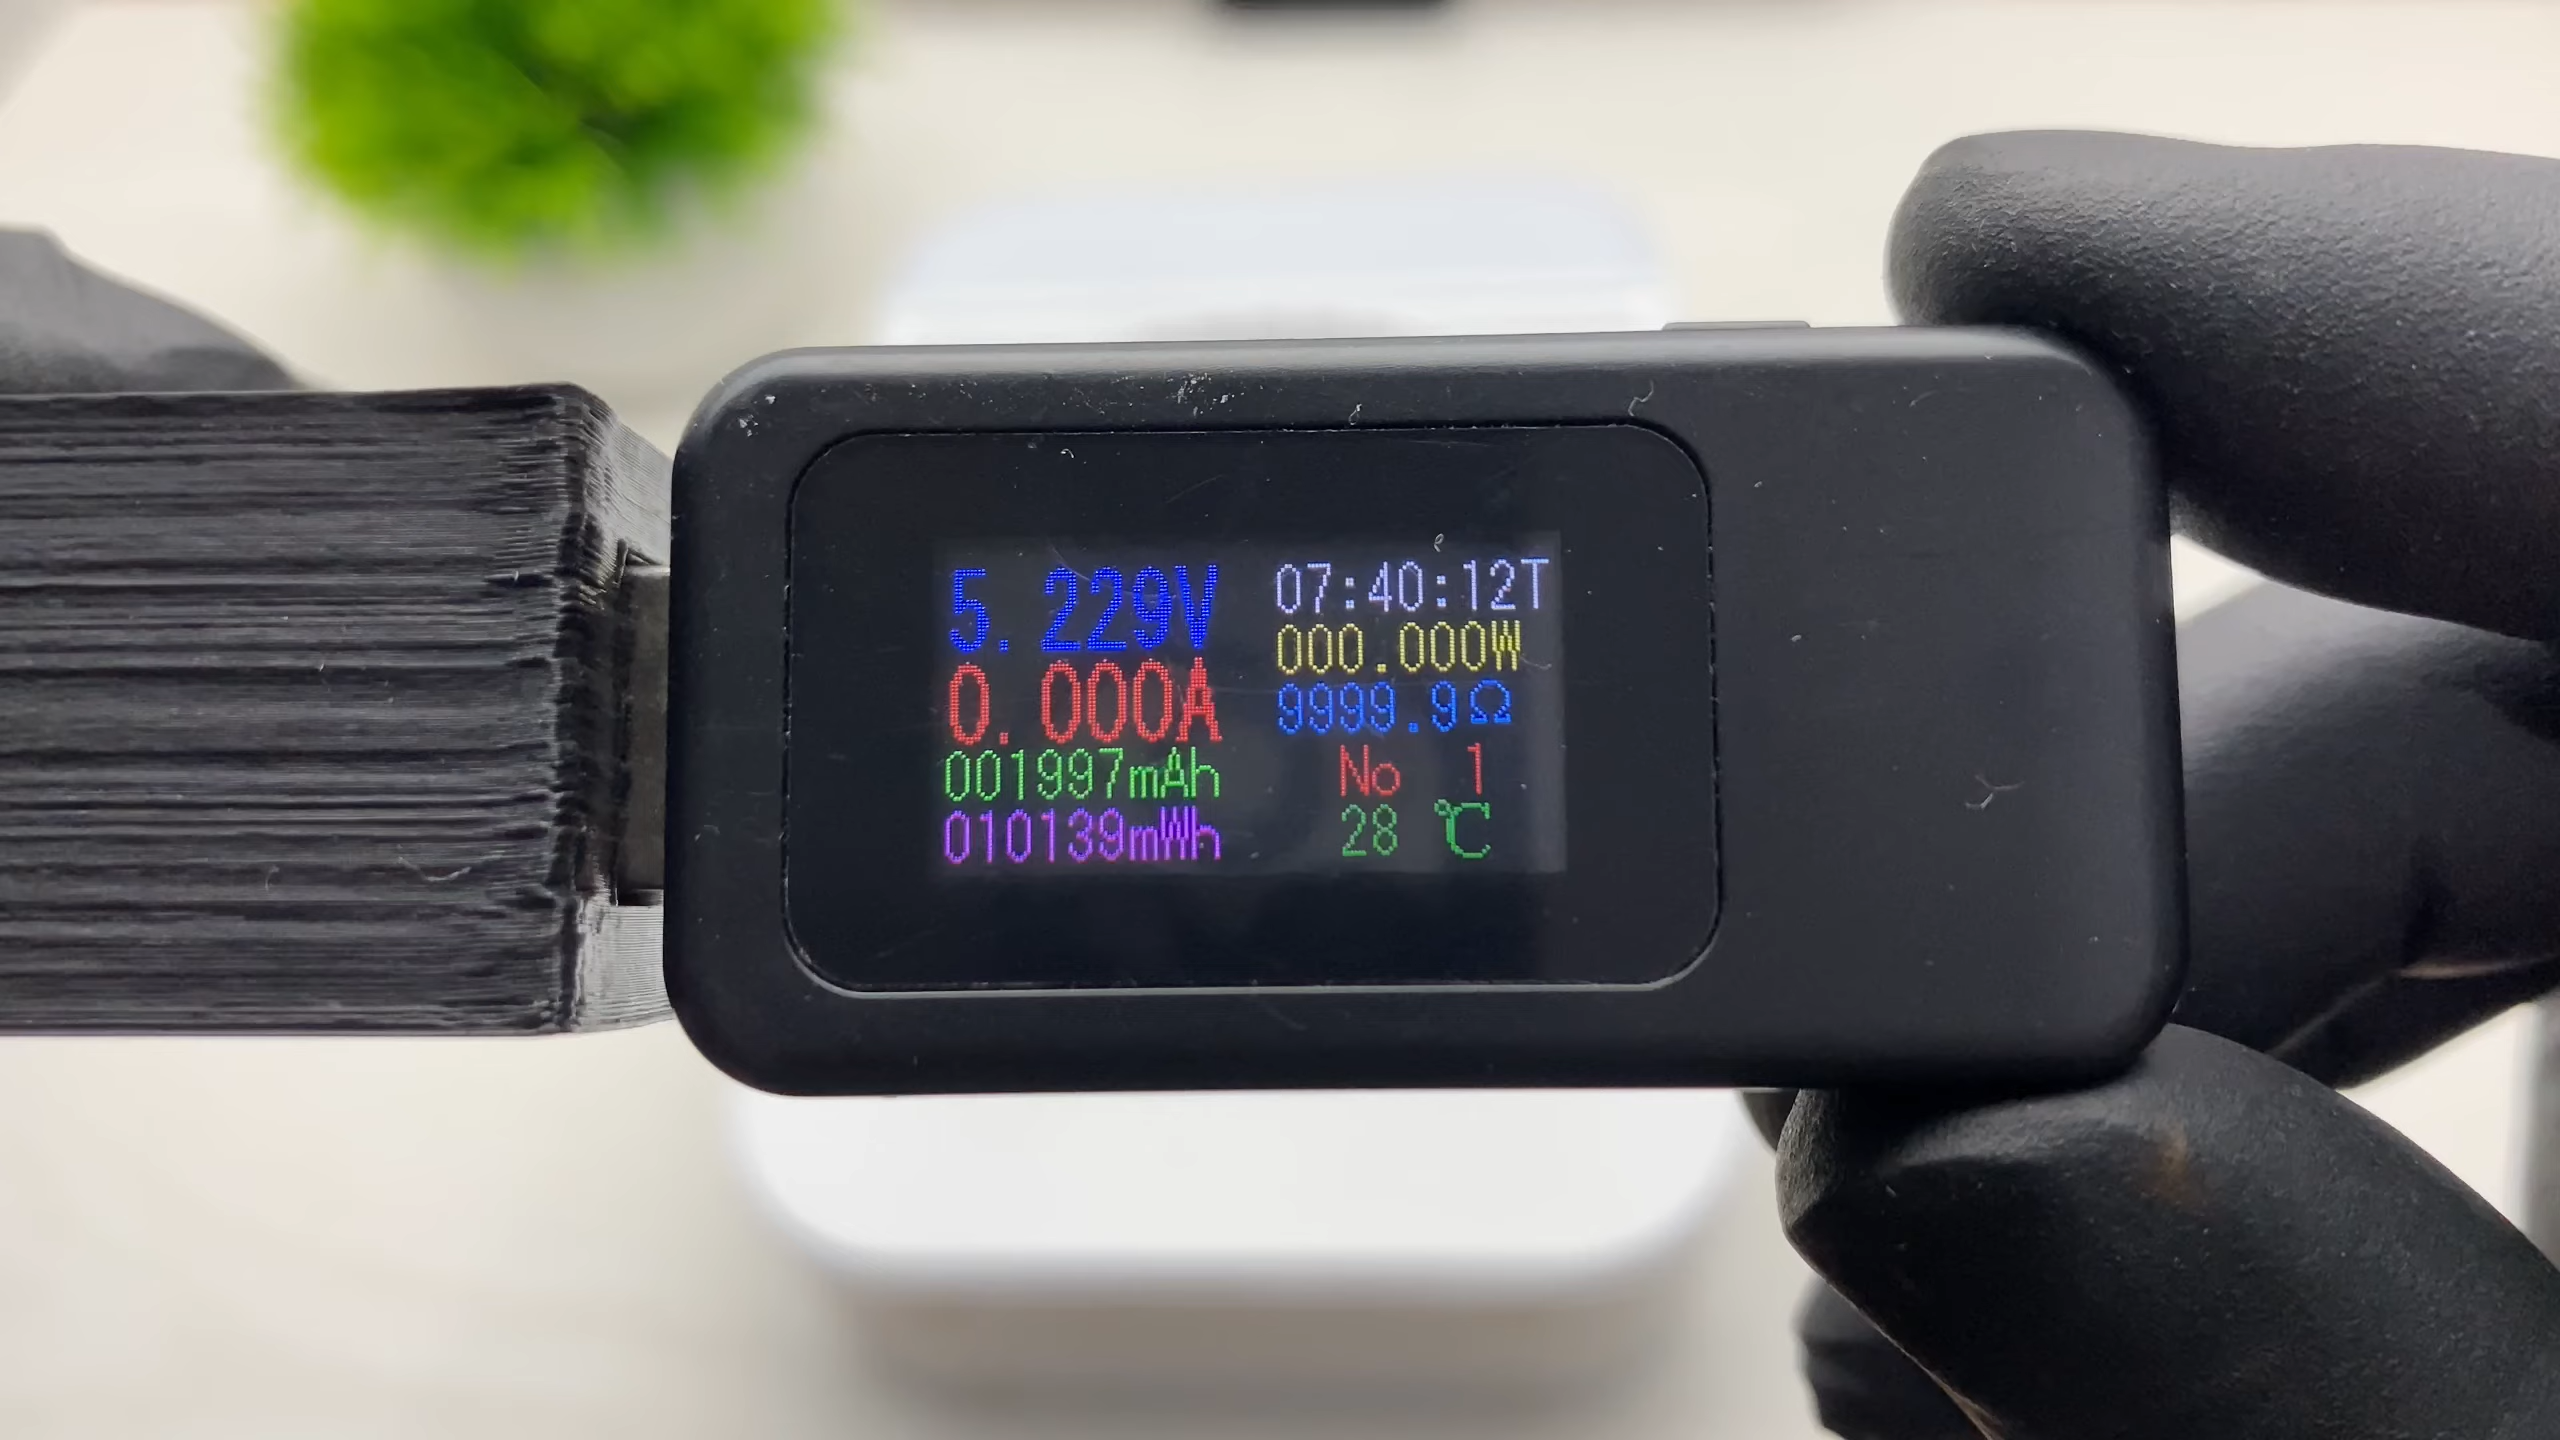 5.229V
0.000A
001997mAh
010139mWh
07:40:12T
000.000W
9999.9Ω
No 1
28 ℃